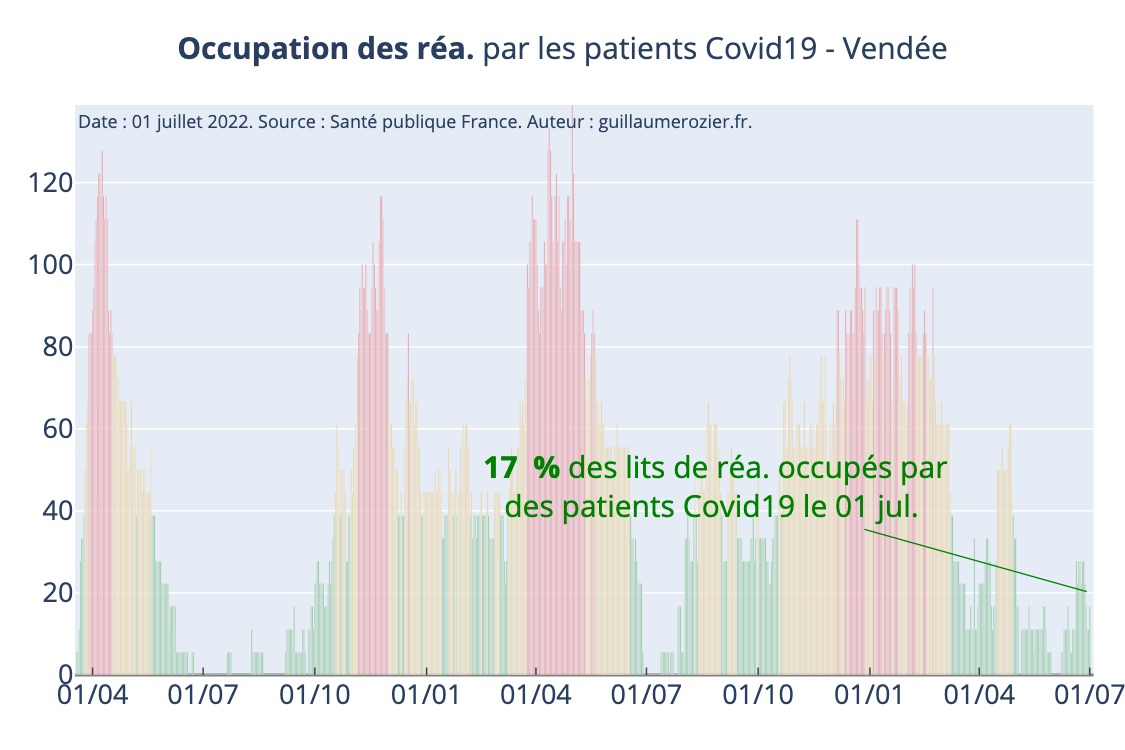 Occupation des réa. par les patients Covid19 - Vendée
Date : 01 juillet 2022. Source : Santé publique France. Auteur : guillaumerozier.fr.
120
100
80
60
40
20
0
17 % des lits de réa. occupés par
des patients Covid19 le 01 jul.
01/04 01/07 01/10 01/01 01/04 01/07 01/10 01/01 01/04 01/07